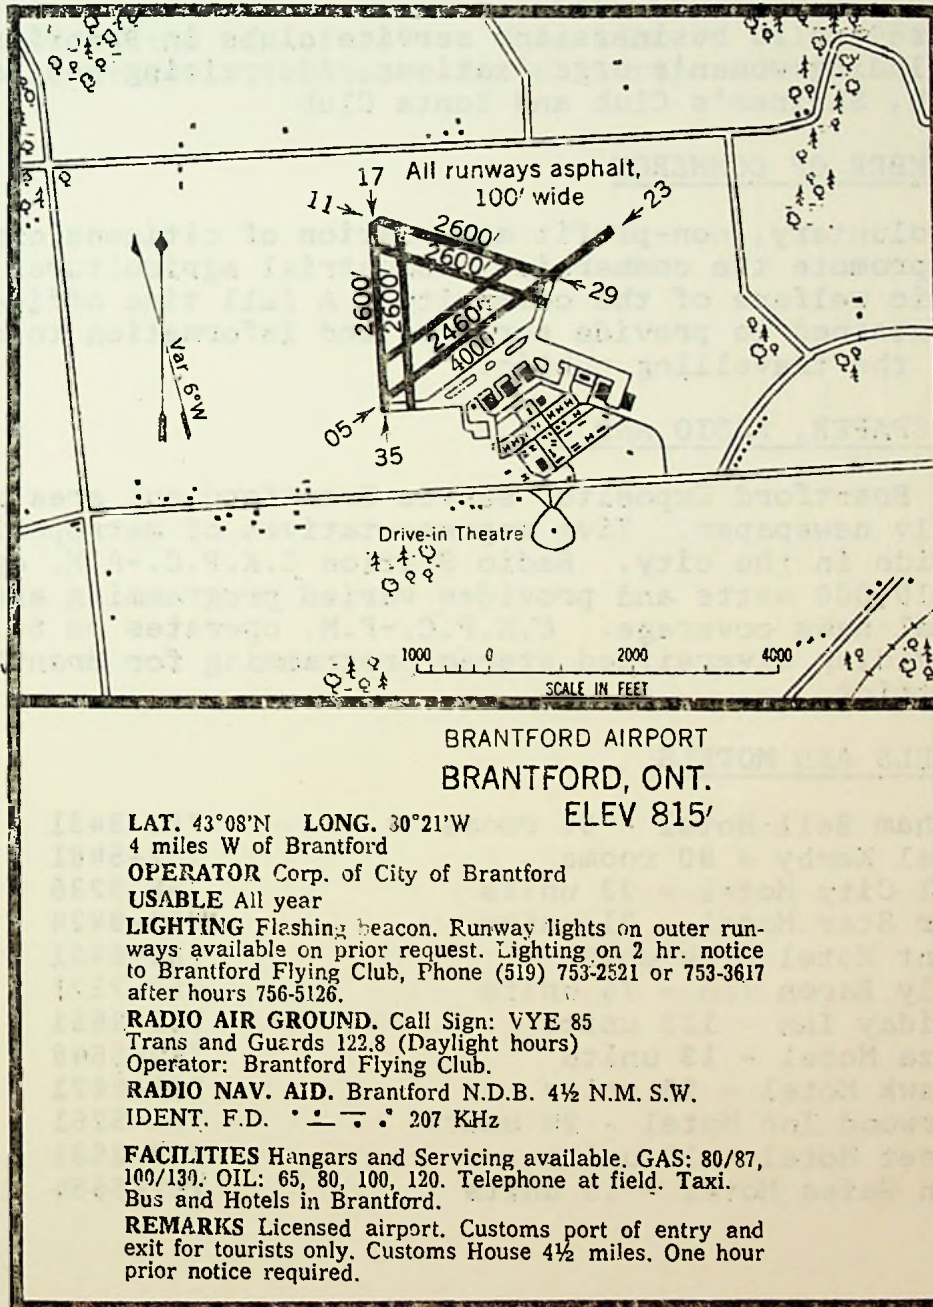 17
All runways asphalt,
100′ wide
11
23
2600′
2600′
29
2600′
2600′
2460′
4000′
Var. 6°W
05
35
Drive-in Theatre
1000 0 2000 4000
SCALE IN FEET
BRANTFORD AIRPORT
BRANTFORD, ONT.
ELEV 815′
LAT. 43°08'N LONG. 80°21'W
4 miles W of Brantford
OPERATOR Corp. of City of Brantford
USABLE All year
LIGHTING Flashing beacon. Runway lights on outer run-
ways available on prior request. Lighting on 2 hr. notice
to Brantford Flying Club, Phone (519) 753-2521 or 753-3617
after hours 756-5126.
RADIO AIR GROUND. Call Sign: VYE 85
Trans and Guards 122.8 (Daylight hours)
Operator: Brantford Flying Club.
RADIO NAV. AID. Brantford N.D.B. 4½ N.M. S.W.
IDENT. F.D. 207 KHz
FACILITIES Hangars and Servicing available. GAS: 80/87,
100/130. OIL: 65, 80, 100, 120. Telephone at field. Taxi.
Bus and Hotels in Brantford.
REMARKS Licensed airport. Customs port of entry and
exit for tourists only. Customs House 4½ miles. One hour
prior notice required.